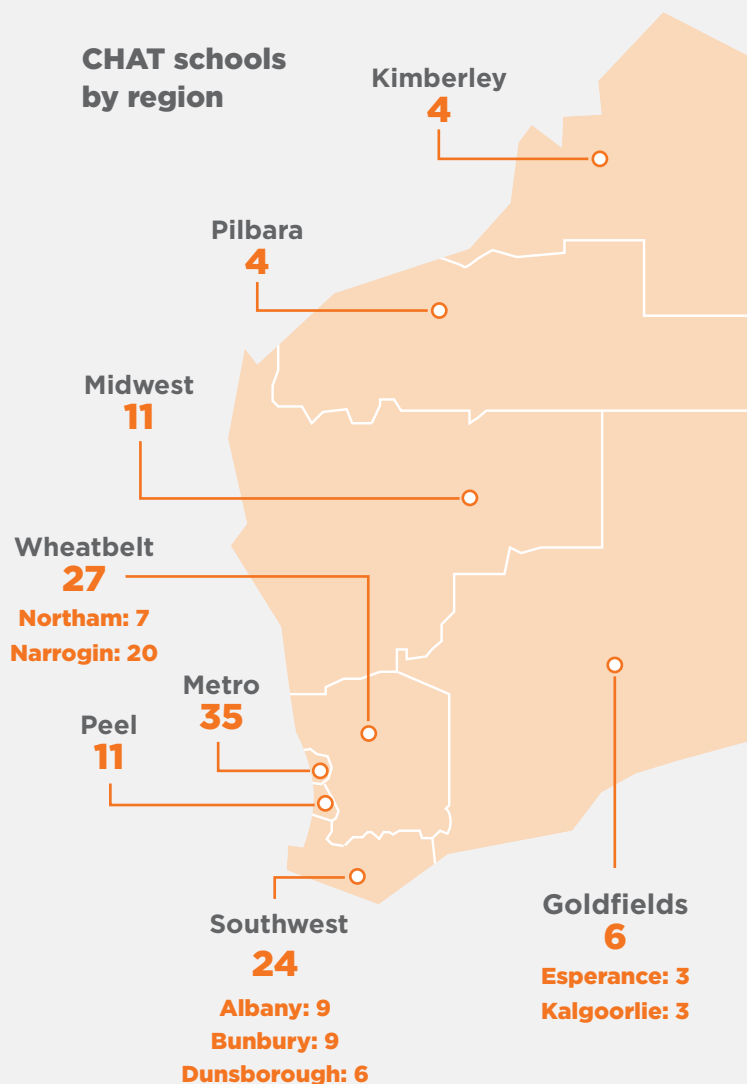 CHAT schools
by region
Kimberley
4
Pilbara
4
Midwest
11
Wheatbelt
27
Northam: 7
Narrogin: 20
Metro
35
Peel
11
Southwest
24
Albany: 9
Bunbury: 9
Dunsborough: 6
Goldfields
6
Esperance: 3
Kalgoorlie: 3